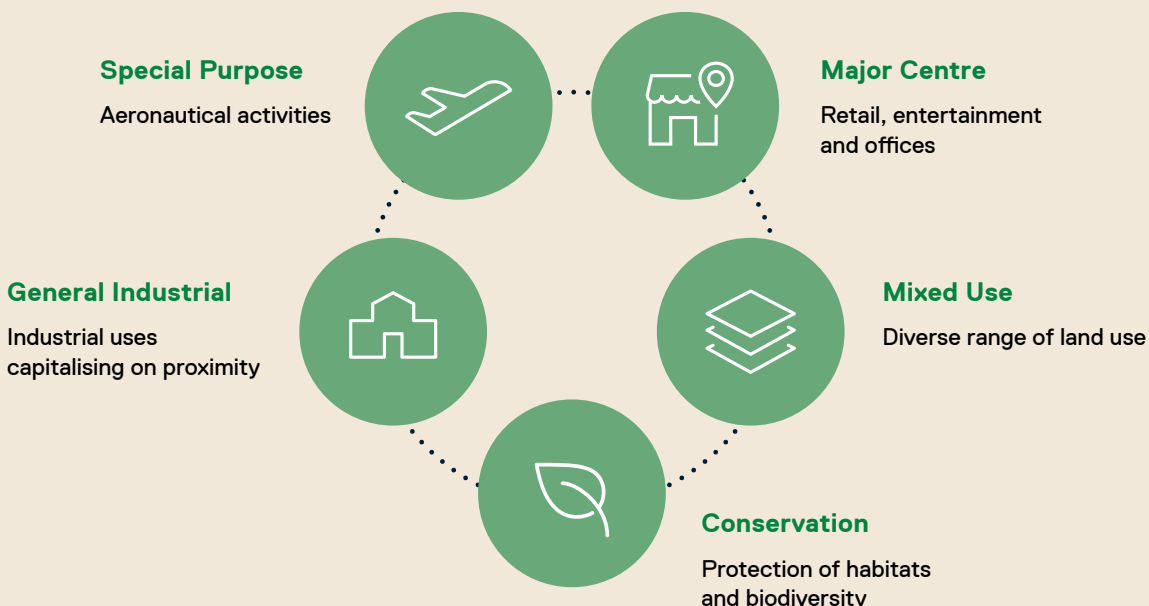 Special Purpose
Aeronautical activities
Major Centre
Retail, entertainment
and offices
General Industrial
Industrial uses
capitalising on proximity
Mixed Use
Diverse range of land use
Conservation
Protection of habitats
and biodiversity